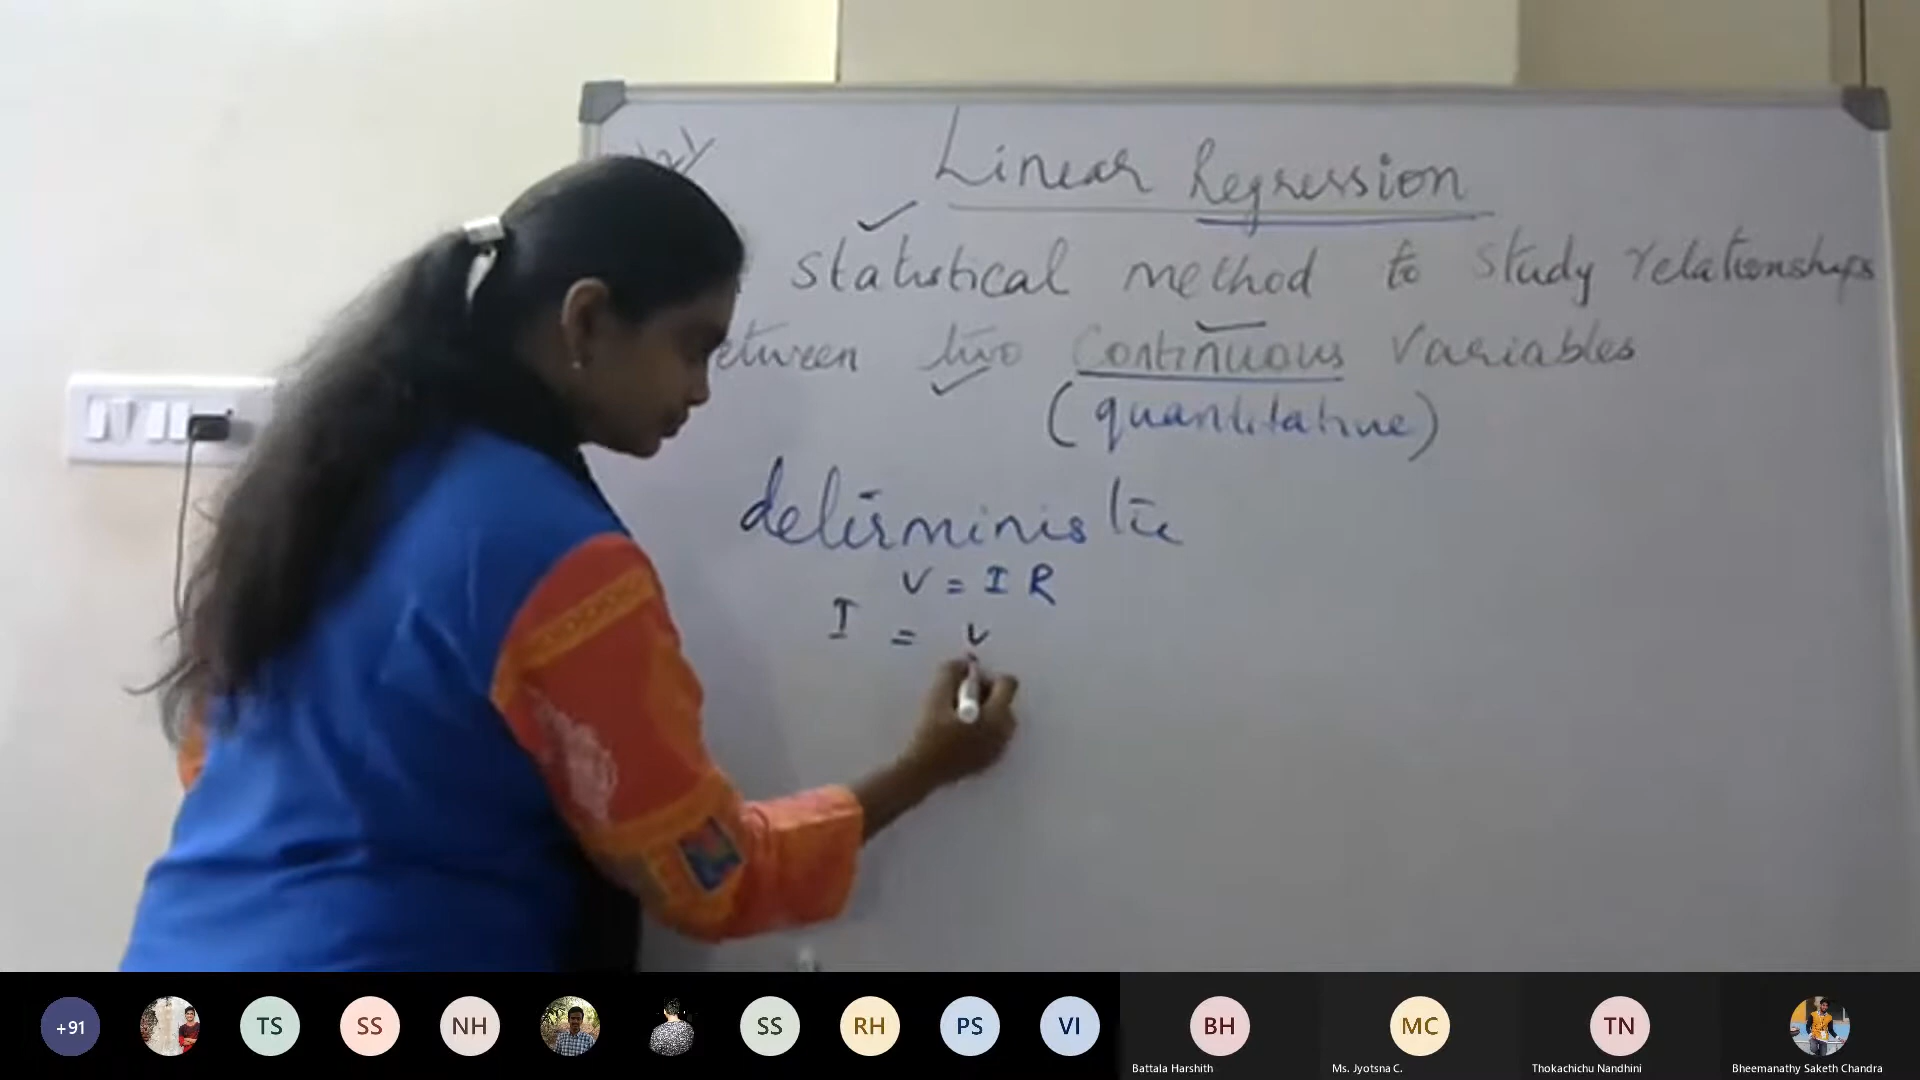 Linear Regression
statistical method to study relationships
etween two Continuous Variables
(quantitative)
deterministic
V = I R
I = V
+91 TS SS NH SS RH PS VI BH MC TN
Battala Harshith Ms. Jyotsna C. Thokachichu Nandhini Bheemanathy Saketh Chandra